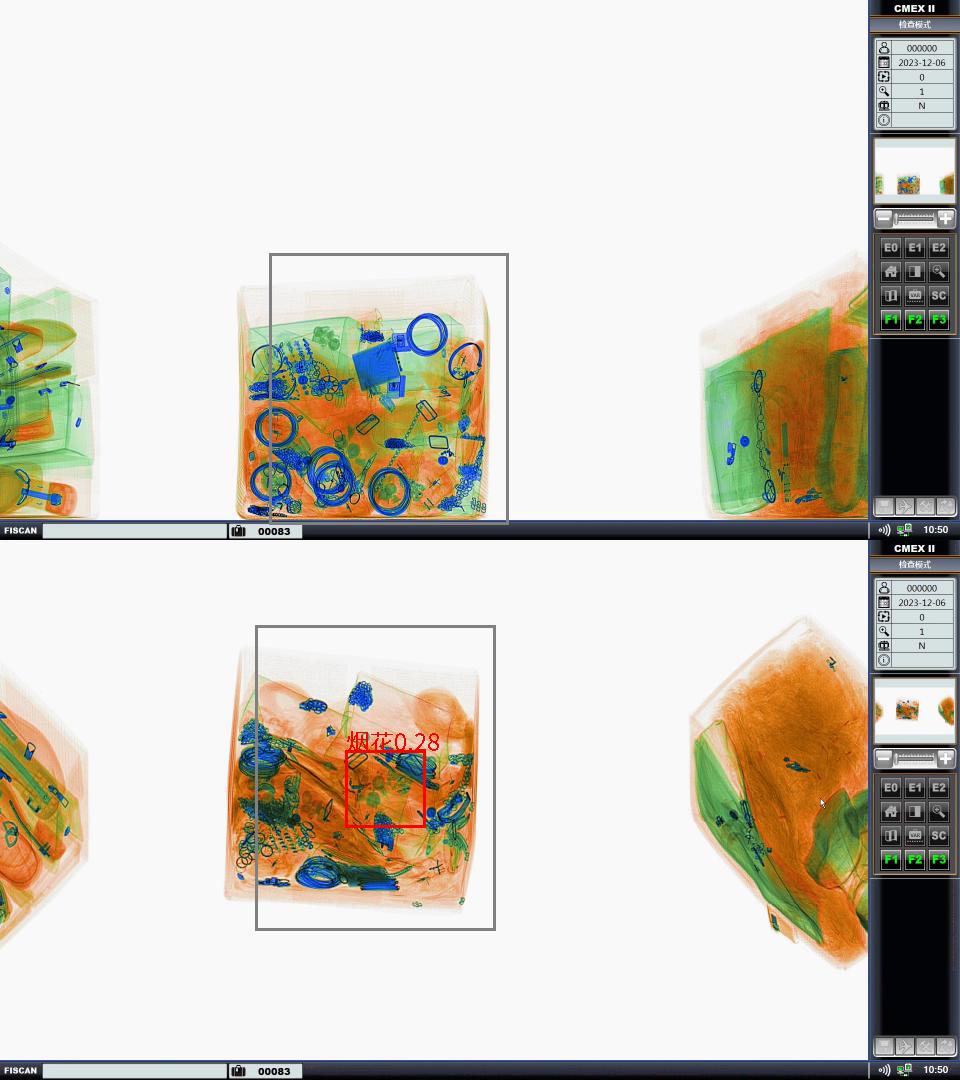 CMEX II
检查模式
000000
2023-12-06
0
1
N
E0 E1 E2
VAR SC
F1 F2 F3
FISCAN 00083 10:50
CMEX II
检查模式
000000
2023-12-06
0
1
N
烟花0.28
E0 E1 E2
VAR SC
F1 F2 F3
FISCAN 00083 10:50